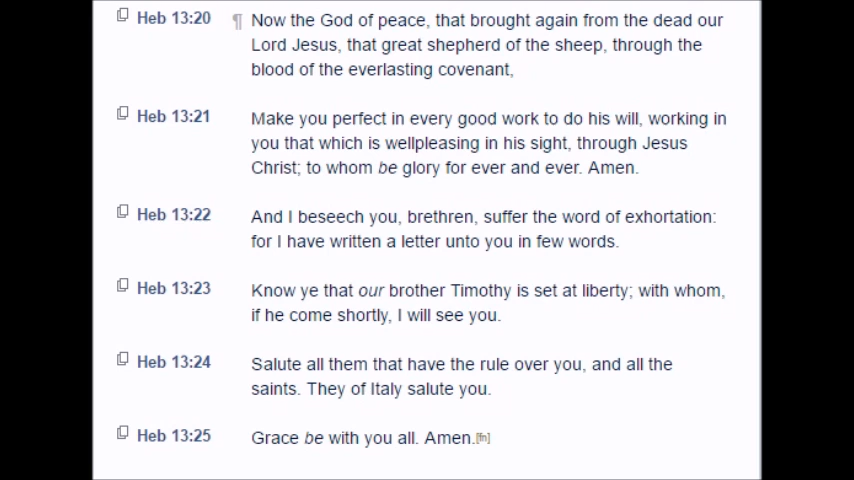 Heb 13:20 ¶ Now the God of peace, that brought again from the dead our
Lord Jesus, that great shepherd of the sheep, through the
blood of the everlasting covenant,
Heb 13:21 Make you perfect in every good work to do his will, working in
you that which is wellpleasing in his sight, through Jesus
Christ; to whom be glory for ever and ever. Amen.
Heb 13:22 And I beseech you, brethren, suffer the word of exhortation:
for I have written a letter unto you in few words.
Heb 13:23 Know ye that our brother Timothy is set at liberty; with whom,
if he come shortly, I will see you.
Heb 13:24 Salute all them that have the rule over you, and all the
saints. They of Italy salute you.
Heb 13:25 Grace be with you all. Amen.[fn]